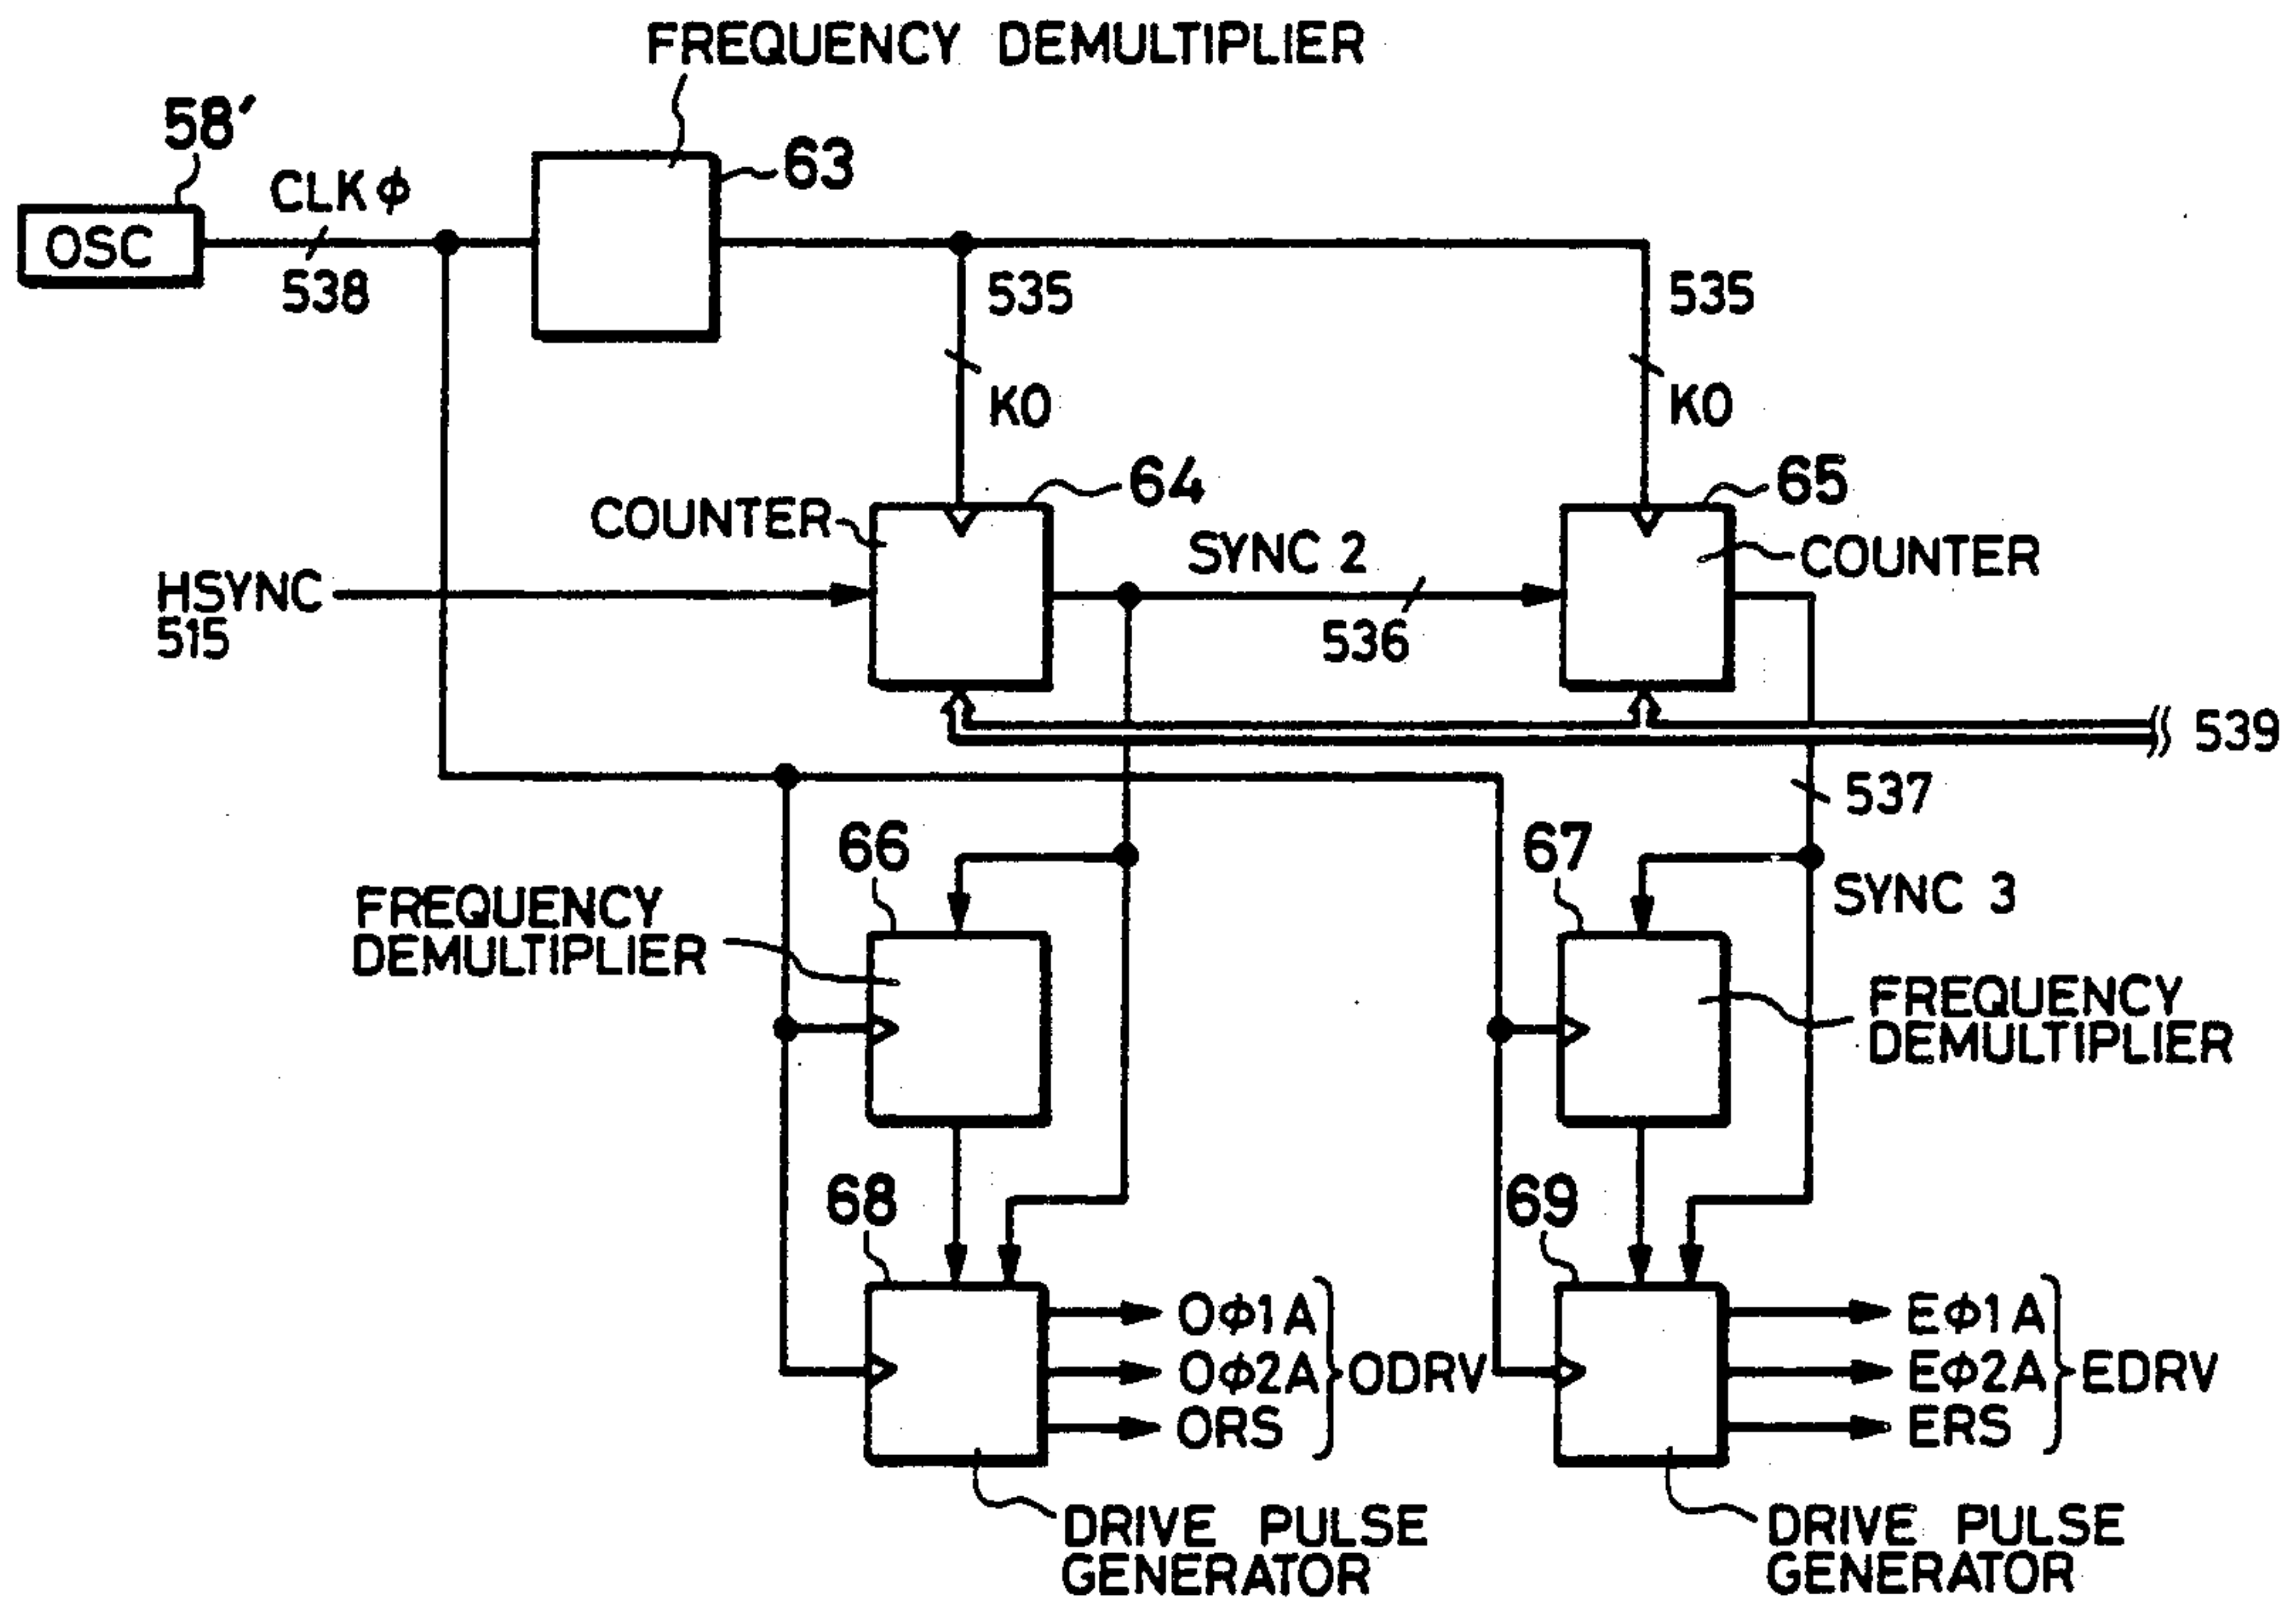 FREQUENCY DEMULTIPLIER
58'
63
CLKϕ
OSC
538
535
535
K0
K0
64
65
COUNTER
SYNC 2
COUNTER
HSYNC
515
536
539
537
66
67
SYNC 3
FREQUENCY
DEMULTIPLIER
FREQUENCY
DEMULTIPLIER
68
69
Oϕ1A
Oϕ2A
ORS
ODRV
Eϕ1A
Eϕ2A
ERS
EDRV
DRIVE PULSE
GENERATOR
DRIVE PULSE
GENERATOR